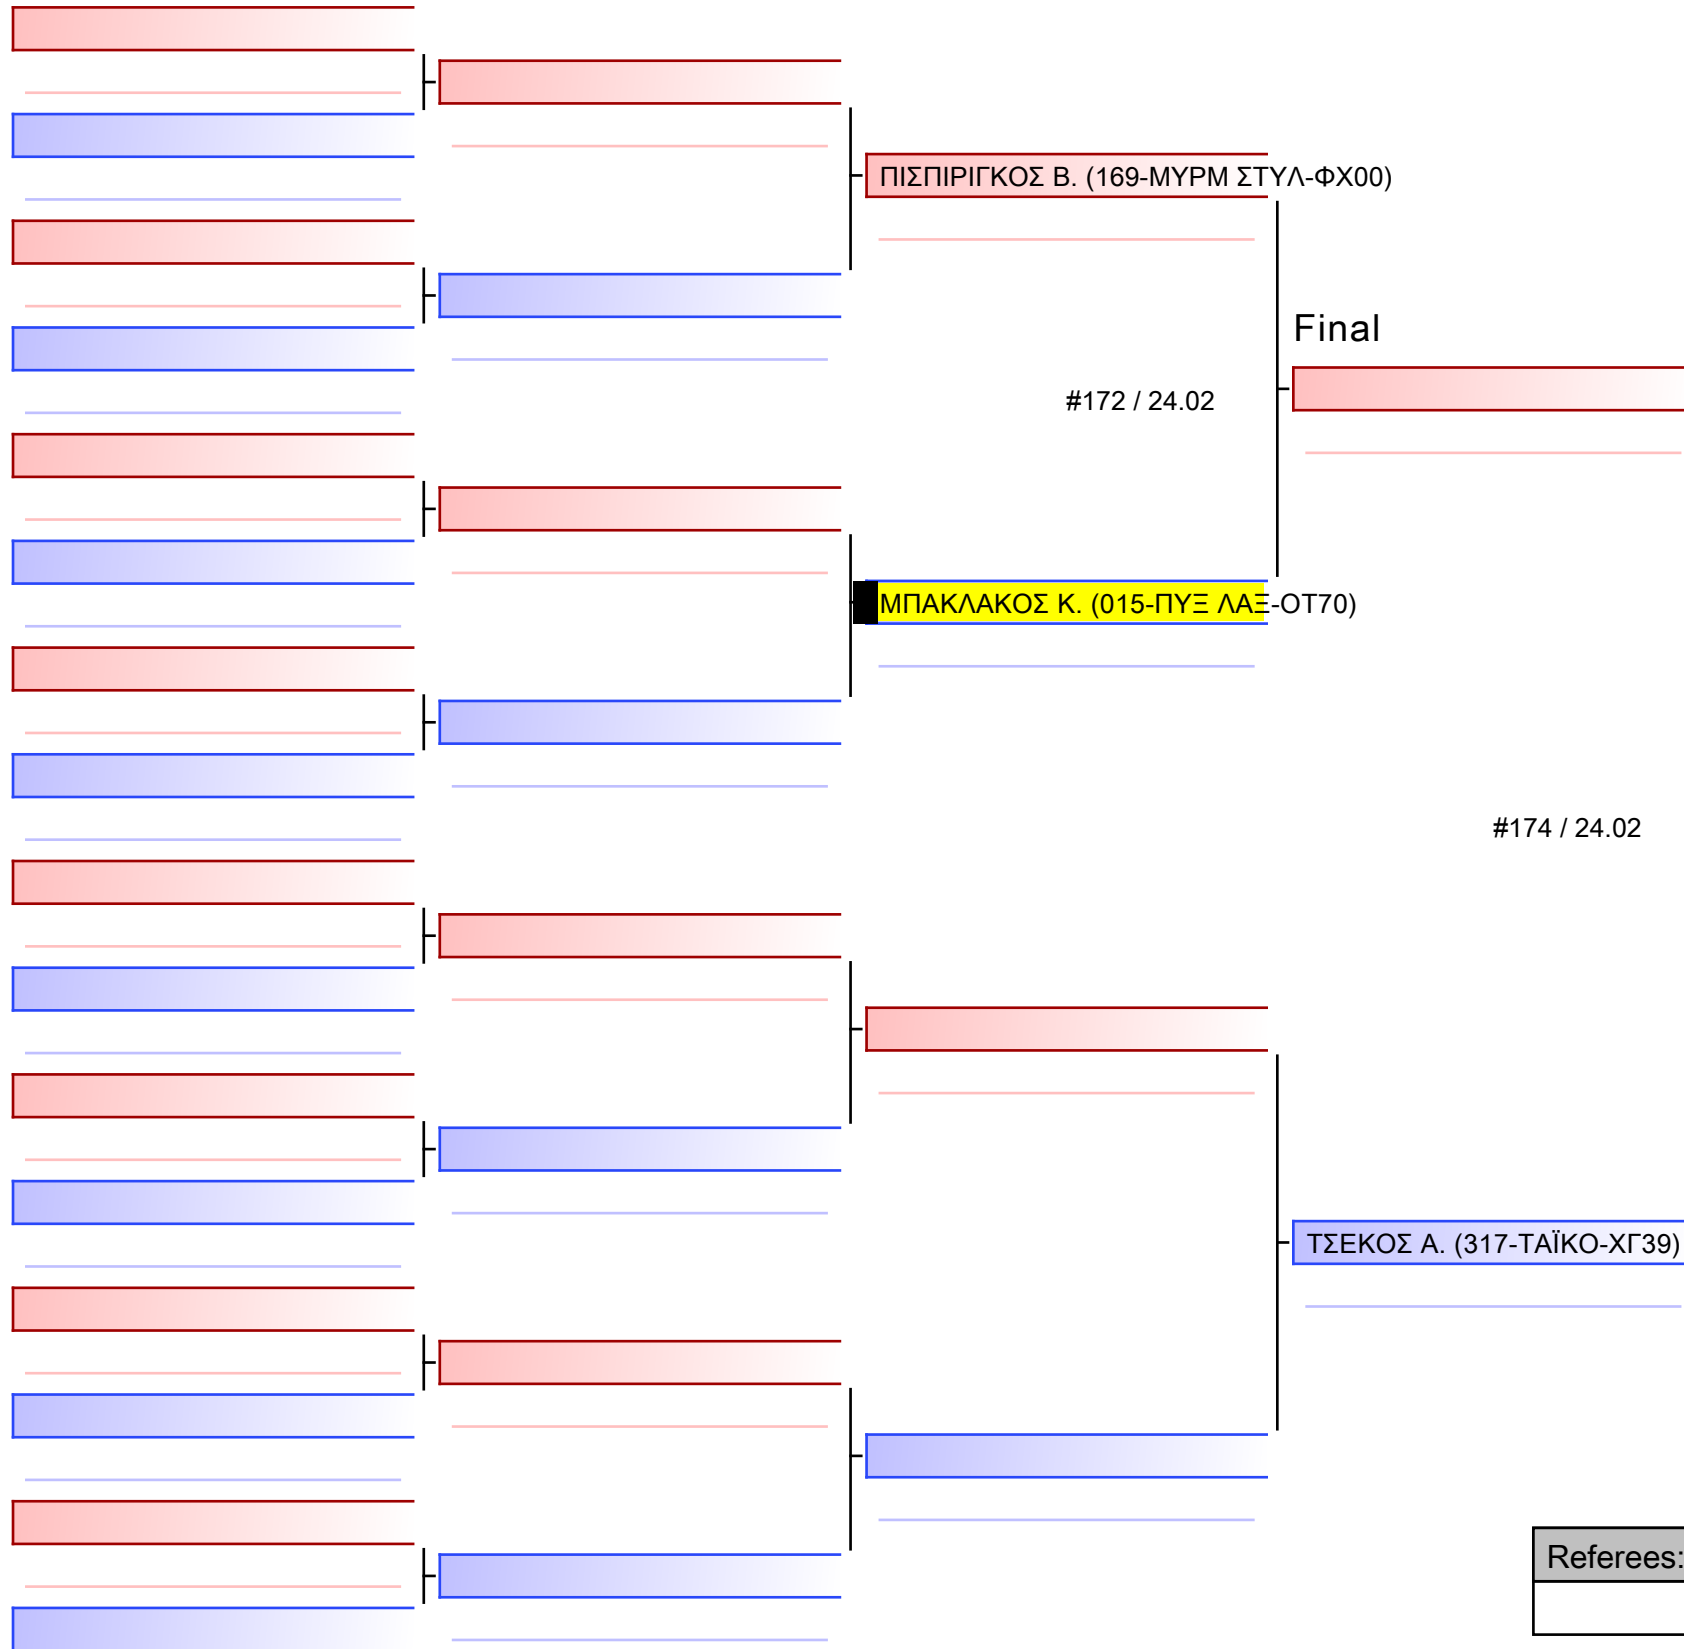 ΠΙΣΠΙΡΙΓΚΟΣ Β. (169-ΜΥΡΜ ΣΤΥΛ-ΦΧ00)
Final
#172 / 24.02
ΜΠΑΚΛΑΚΟΣ Κ. (015-ΠΥΞ ΛΑΞ-ΟΤ70)
#174 / 24.02
ΤΣΕΚΟΣ Α. (317-ΤΑΪΚΟ-ΧΓ39)
Referees: